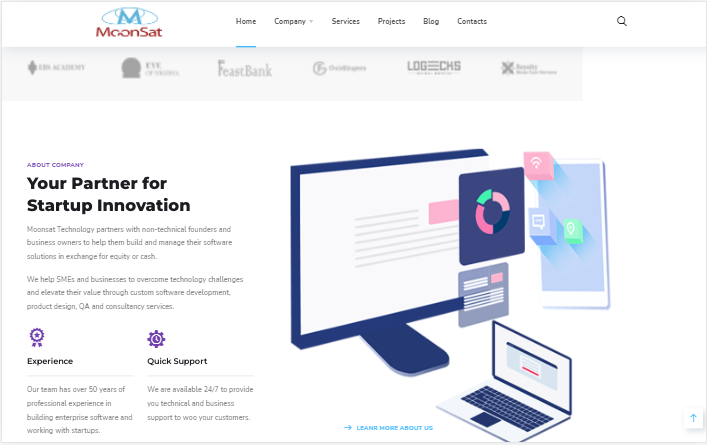 MoonSat
Home Company Services Projects Blog Contacts
EBS ACADEMY
EYE
OF VIRGINIA
FeastBank
LOGTECHS
Royalty
ABOUT COMPANY
Your Partner for
Startup Innovation
Moonsat Technology partners with non-technical founders and
business owners to help them build and manage their software
solutions in exchange for equity or cash.
We help SMEs and businesses to overcome technology challenges
and elevate their value through custom software development,
product design, QA and consultancy services.
Experience
Our team has over 50 years of
professional experience in
building enterprise software and
working with startups.
Quick Support
We are available 24/7 to provide
you technical and business
support to woo your customers.
LEANR MORE ABOUT US